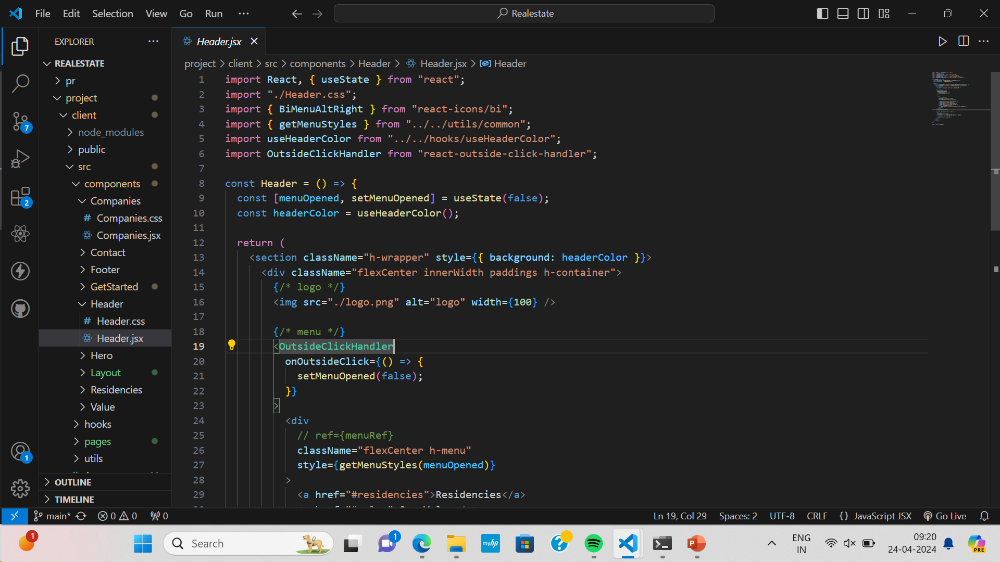 File Edit Selection View Go Run ···
Realestate
EXPLORER
REALESTATE
pr
project
client
node_modules
public
src
components
Companies
# Companies.css
Companies.jsx
Contact
Footer
GetStarted
Header
# Header.css
Header.jsx
Hero
Layout
Residencies
Value
hooks
pages
utils
OUTLINE
TIMELINE
7
2
1
Header.jsx
project > client > src > components > Header > Header.jsx > Header
1 import React, { useState } from "react";
2 import "./Header.css";
3 import { BiMenuAltRight } from "react-icons/bi";
4 import { getMenuStyles } from "../../utils/common";
5 import useHeaderColor from "../../hooks/useHeaderColor";
6 import OutsideClickHandler from "react-outside-click-handler";
7
8 const Header = () => {
9 const [menuOpened, setMenuOpened] = useState(false);
10 const headerColor = useHeaderColor();
11
12 return (
13 <section className="h-wrapper" style={{ background: headerColor }}>
14 <div className="flexCenter innerWidth paddings h-container">
15 {/* logo */}
16 <img src="./logo.png" alt="logo" width={100} />
17
18 {/* menu */}
19 <OutsideClickHandler
20 onOutsideClick={() => {
21 setMenuOpened(false);
22 }}
23 >
24 <div
25 // ref={menuRef}
26 className="flexCenter h-menu"
27 style={getMenuStyles(menuOpened)}
28 >
29 <a href="#residencies">Residencies</a>
main* 0 0 0
Ln 19, Col 29 Spaces: 2 UTF-8 CRLF {} JavaScript JSX Go Live
1
Search
1
myhp
?
P
ENG
IN
09:20
24-04-2024
PRE